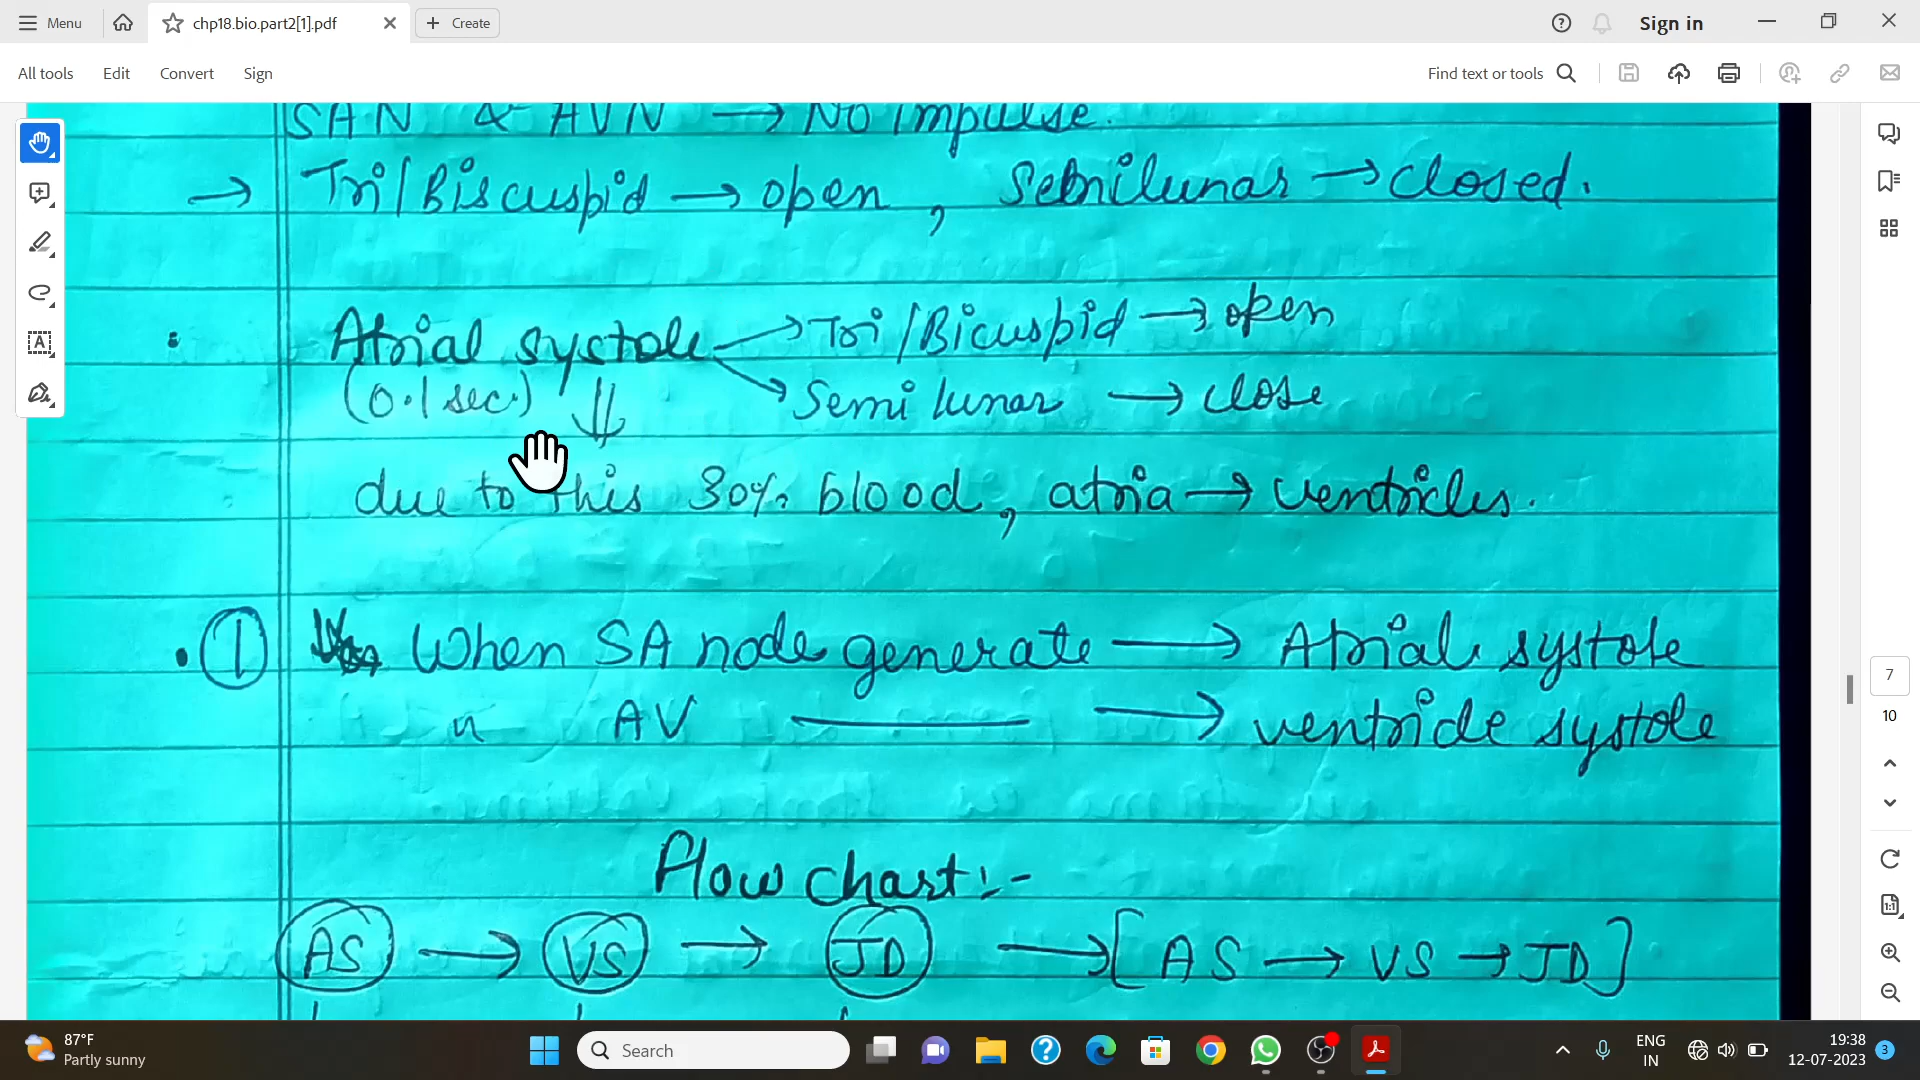 Menu
chp18.bio.part2[1].pdf
Create
Sign in
All tools
Edit
Convert
Sign
Find text or tools
SAN & AVN → No impulse.
→ Tri/Biscuspid → open, Semilunar → closed.
Atrial systole → Tri/Bicuspid → open
(0.1 sec.) ⇓ → Semi lunar → close
due to this 30% blood, atria → ventricles.
① When SA node generate → Atrial systole
" AV —— → ventricle systole
Flow chart:-
AS → VS → JD → [AS → VS → JD]
7
10
87°F
Partly sunny
Search
ENG
IN
19:38
12-07-2023
3